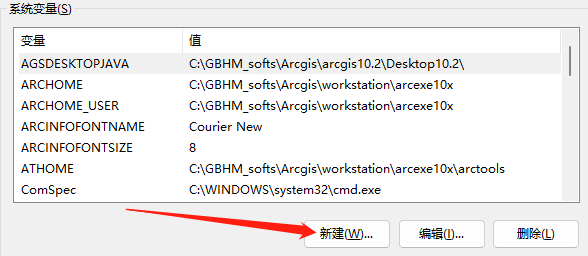 系统变量(S)
变量 值
AGSDESKTOPJAVA C:\GBHM_softs\Arcgis\arcgis10.2\Desktop10.2\
ARCHOME C:\GBHM_softs\Arcgis\workstation\arcexe10x
ARCHOME_USER C:\GBHM_softs\Arcgis\workstation\arcexe10x
ARCINFOFONTNAME Courier New
ARCINFOFONTSIZE 8
ATHOME C:\GBHM_softs\Arcgis\workstation\arcexe10x\arctools
ComSpec C:\WINDOWS\system32\cmd.exe
新建(W)... 编辑(I)... 删除(L)